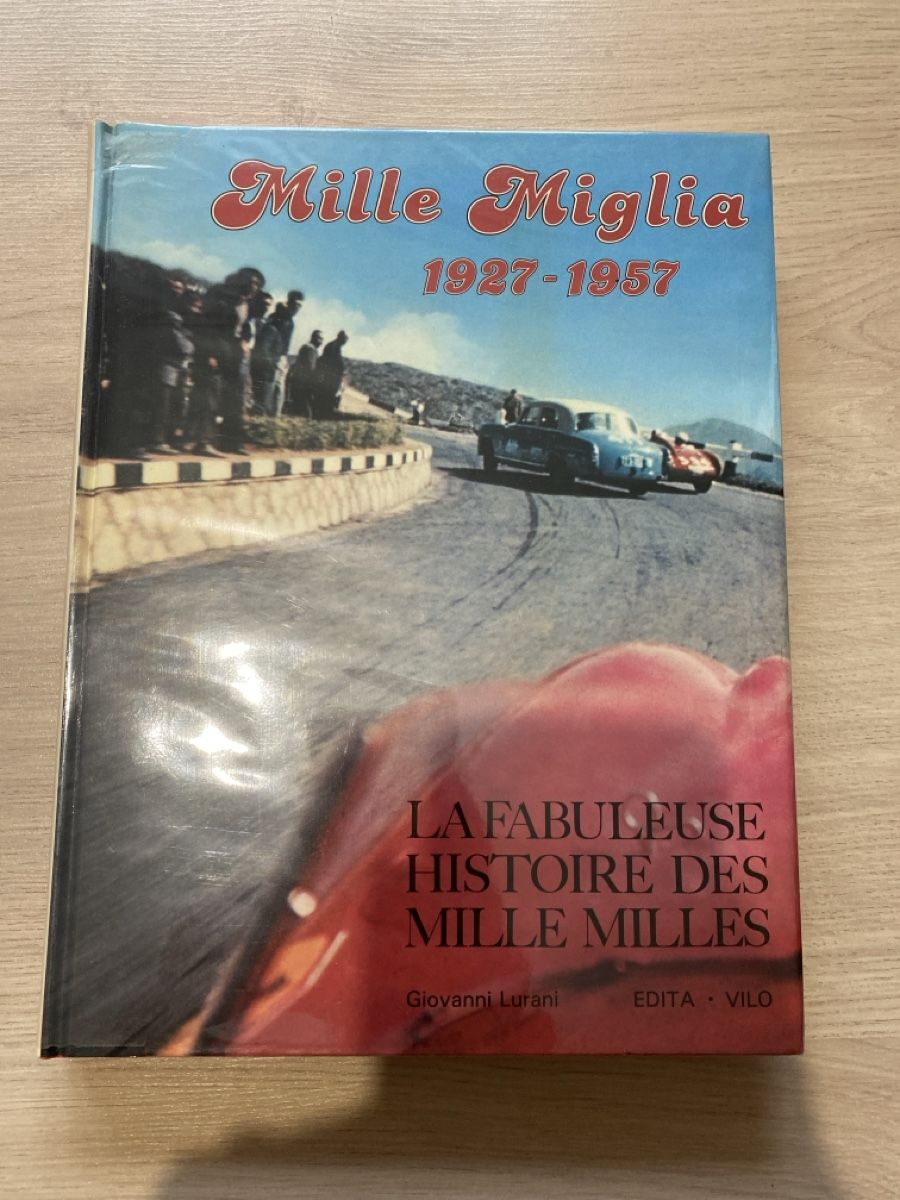 Mille Miglia
1927-1957
LA FABULEUSE
HISTOIRE DES
MILLE MILLES
Giovanni Lurani EDITA · VILO